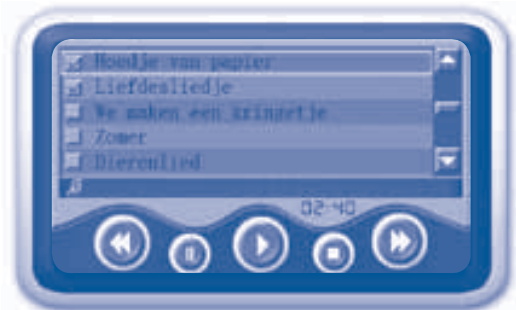 Hoedje van papier
Liefdesliedje
We maken een kringetje
Zomer
Dierenlied
02:40